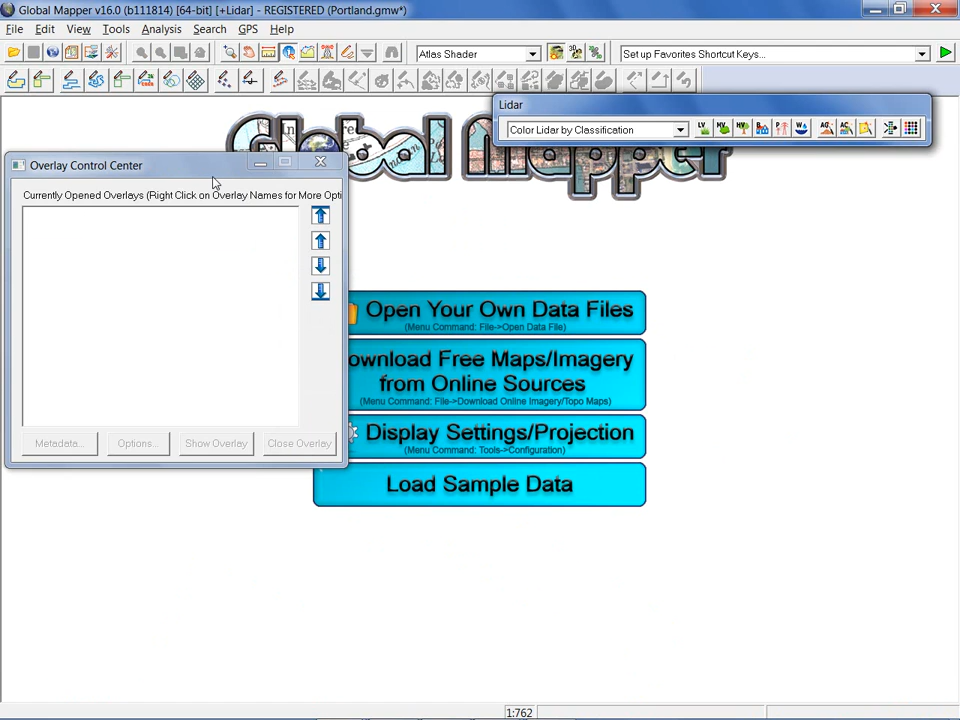 Global Mapper v16.0 (b111814) [64-bit] [+Lidar] - REGISTERED (Portland.gmw*)
File Edit View Tools Analysis Search GPS Help
Atlas Shader
Set up Favorites Shortcut Keys...
Lidar
Color Lidar by Classification
Global Mapper
Overlay Control Center
Currently Opened Overlays (Right Click on Overlay Names for More Opti
Metadata... Options... Show Overlay Close Overlay
Open Your Own Data Files
(Menu Command: File->Open Data File)
ownload Free Maps/Imagery
from Online Sources
(Menu Command: File->Download Online Imagery/Topo Maps)
Display Settings/Projection
(Menu Command: Tools->Configuration)
Load Sample Data
1:762